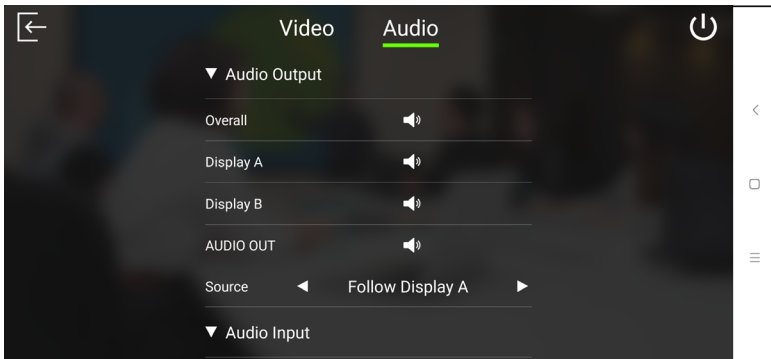 Video Audio
Audio Output
Overall
Display A
Display B
AUDIO OUT
Source Follow Display A
Audio Input